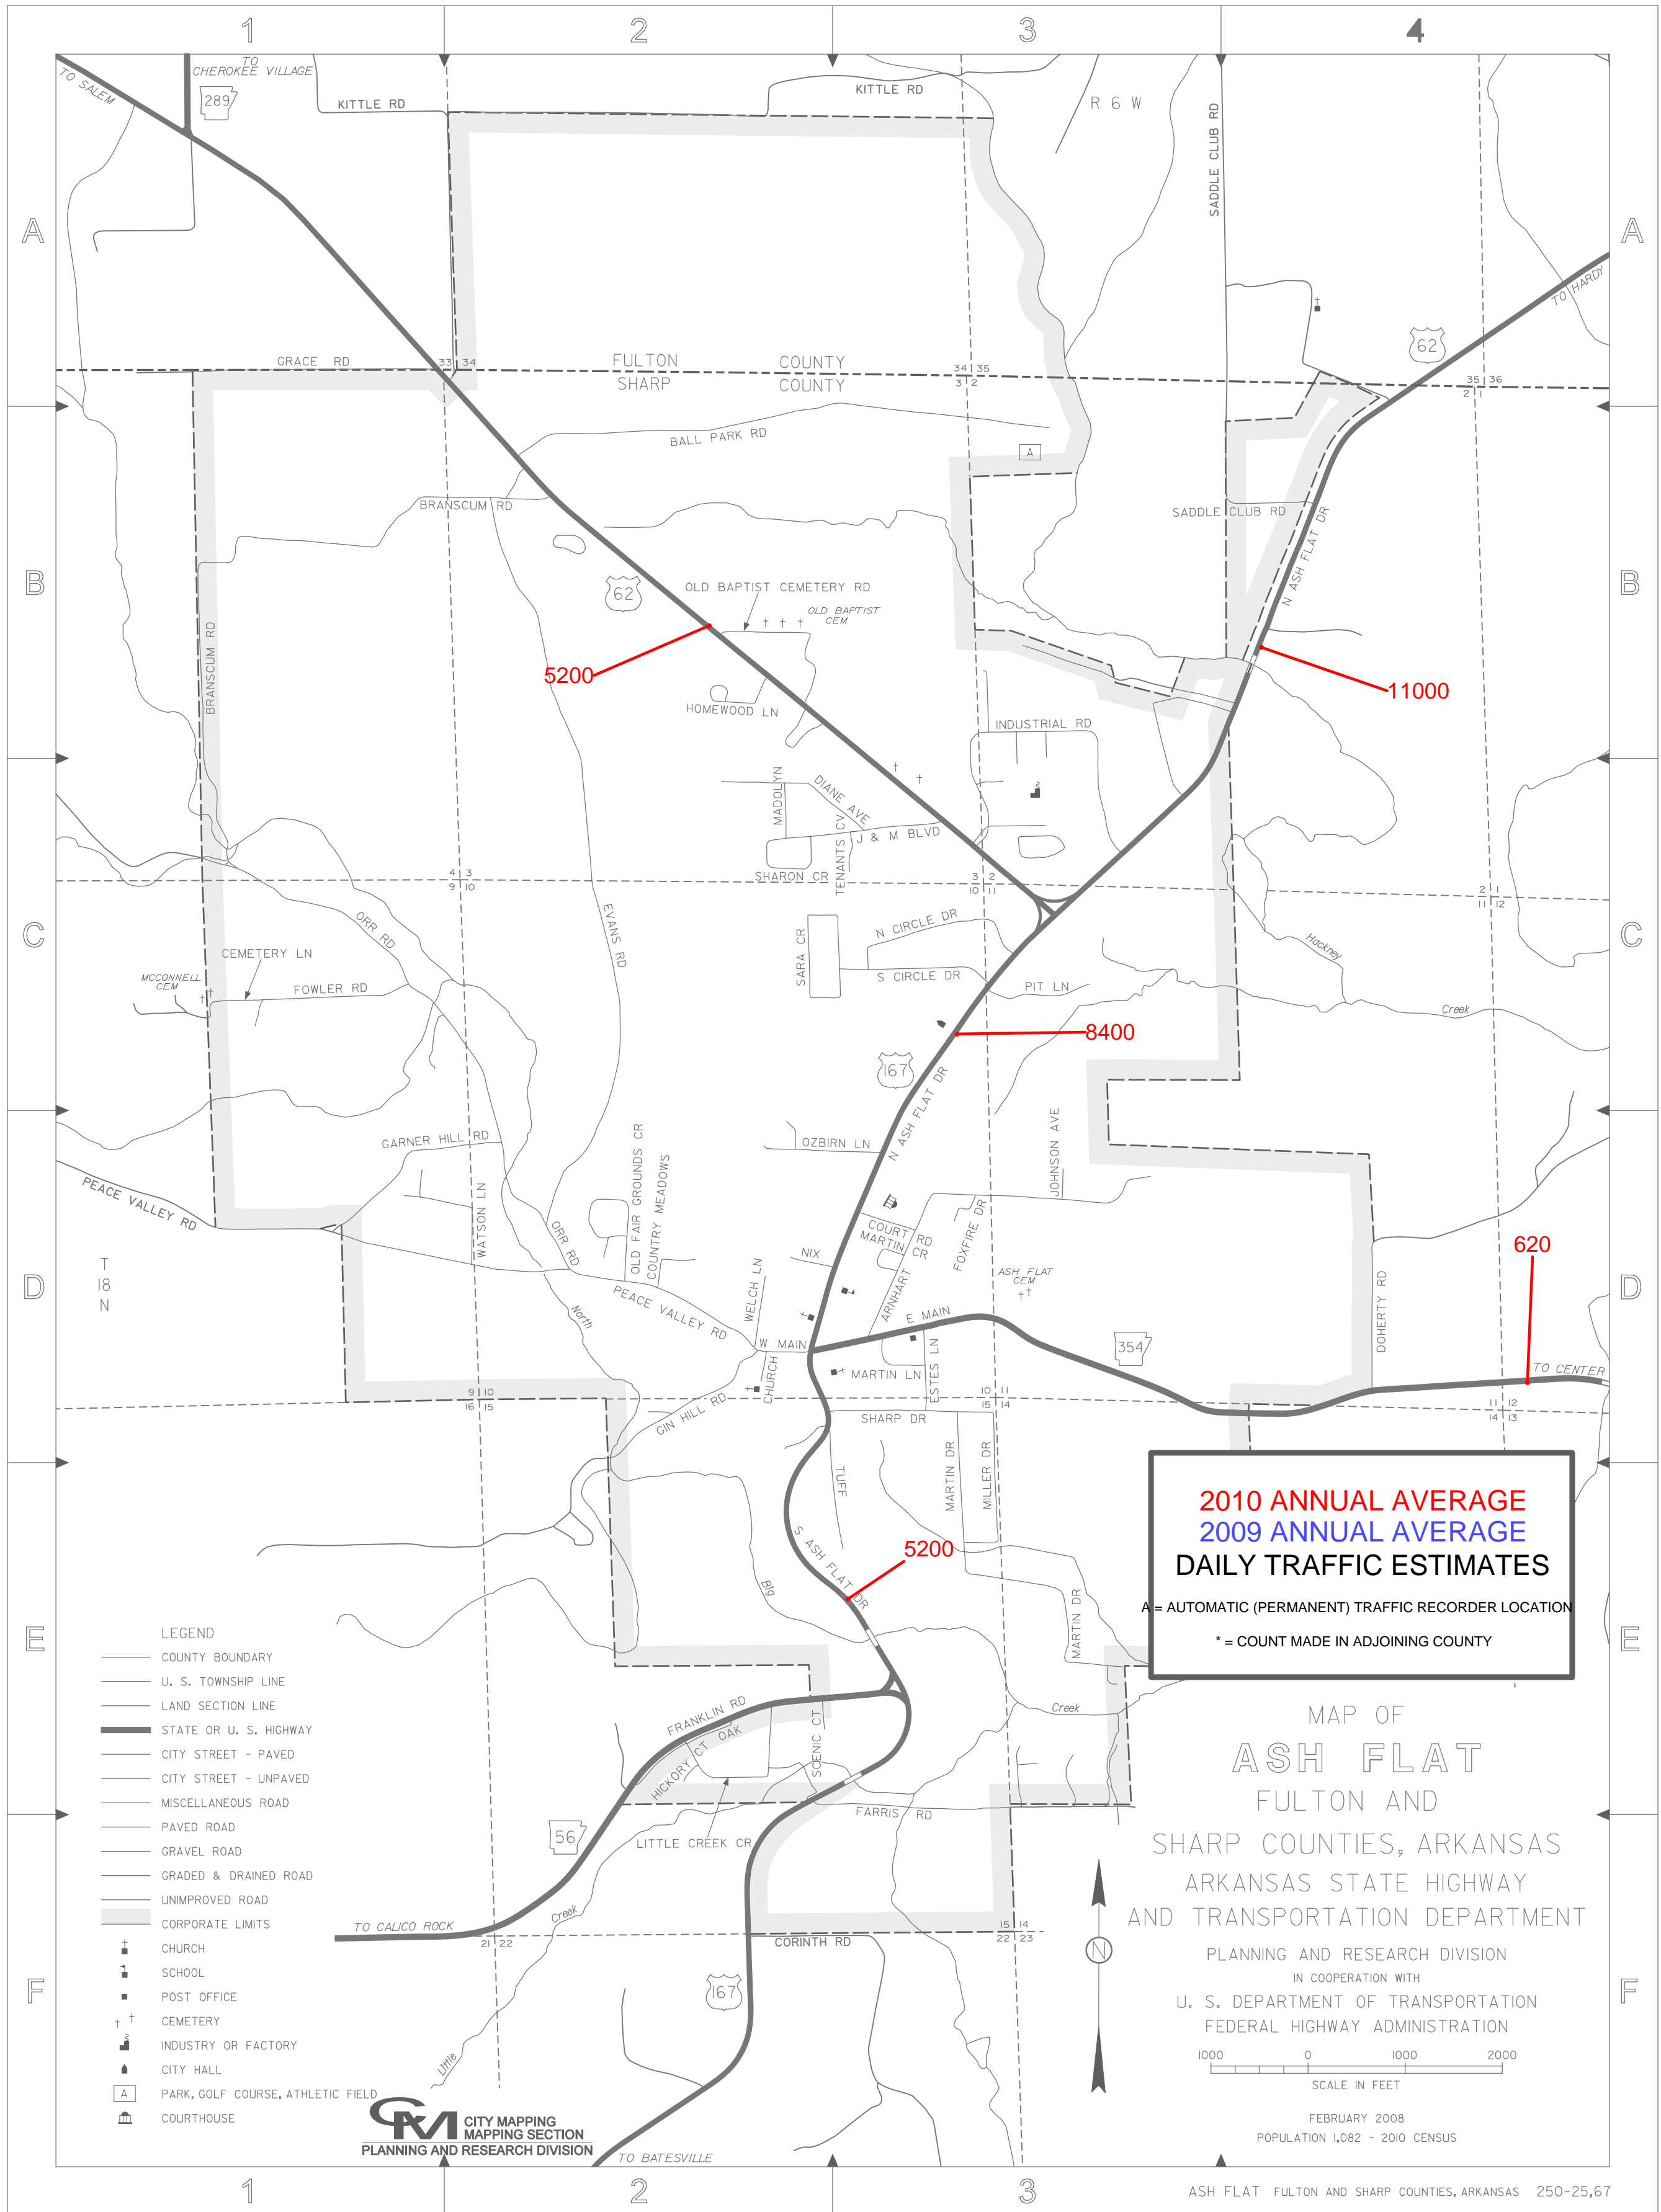 1
2
3
4
TO SALEM
TO
CHEROKEE VILLAGE
289
KITTLE RD
KITTLE RD
R 6 W
SADDLE CLUB RD
A
A
TO HARDY
62
GRACE RD
33 34
FULTON COUNTY
SHARP COUNTY
34 35
3 2
35 36
2 1
BALL PARK RD
A
BRANSCUM RD
SADDLE CLUB RD
N ASH FLAT DR
B
B
62
OLD BAPTIST CEMETERY RD
OLD BAPTIST
CEM
BRANSCUM RD
5200
11000
HOMEWOOD LN
INDUSTRIAL RD
MADOLYN
DIANE AVE
TENANTS CV
J & M BLVD
SHARON CR
4 3
9 10
3 2
10 11
2 1
11 12
C
C
ORR RD
EVANS RD
SARA CR
N CIRCLE DR
S CIRCLE DR
Hackney
Creek
CEMETERY LN
MCCONNELL
CEM
FOWLER RD
PIT LN
8400
167
N ASH FLAT DR
GARNER HILL RD
OZBIRN LN
JOHNSON AVE
PEACE VALLEY RD
WATSON LN
ORR RD
OLD FAIR GROUNDS CR
COUNTRY MEADOWS
COURT RD
MARTIN CR
FOXFIRE DR
NIX
T
18
N
D
D
620
ASH FLAT
CEM
ARNHART
DOHERTY RD
North
PEACE VALLEY RD
WELCH LN
E MAIN
W MAIN
354
TO CENTER
CHURCH
MARTIN LN
ESTES LN
9 10
16 15
10 11
15 14
11 12
14 13
GIN HILL RD
SHARP DR
TUFF
MARTIN DR
MILLER DR
2010 ANNUAL AVERAGE
2009 ANNUAL AVERAGE
DAILY TRAFFIC ESTIMATES
A = AUTOMATIC (PERMANENT) TRAFFIC RECORDER LOCATION
* = COUNT MADE IN ADJOINING COUNTY
5200
S ASH FLAT DR
Big
MARTIN DR
E
E
LEGEND
COUNTY BOUNDARY
U. S. TOWNSHIP LINE
LAND SECTION LINE
STATE OR U. S. HIGHWAY
CITY STREET - PAVED
CITY STREET - UNPAVED
MISCELLANEOUS ROAD
PAVED ROAD
GRAVEL ROAD
GRADED & DRAINED ROAD
UNIMPROVED ROAD
CORPORATE LIMITS
CHURCH
SCHOOL
POST OFFICE
CEMETERY
INDUSTRY OR FACTORY
CITY HALL
A PARK, GOLF COURSE, ATHLETIC FIELD
COURTHOUSE
FRANKLIN RD
HICKORY CT
OAK
SCENIC CT
Creek
FARRIS RD
LITTLE CREEK CR
56
Creek
TO CALICO ROCK
21 22
15 14
22 23
CORINTH RD
167
Little
TO BATESVILLE
F
F
N
MAP OF
ASH FLAT
FULTON AND
SHARP COUNTIES, ARKANSAS
ARKANSAS STATE HIGHWAY
AND TRANSPORTATION DEPARTMENT
PLANNING AND RESEARCH DIVISION
IN COOPERATION WITH
U. S. DEPARTMENT OF TRANSPORTATION
FEDERAL HIGHWAY ADMINISTRATION
1000 0 1000 2000
SCALE IN FEET
FEBRUARY 2008
POPULATION 1,082 - 2010 CENSUS
CM CITY MAPPING
MAPPING SECTION
PLANNING AND RESEARCH DIVISION
1
2
3
ASH FLAT FULTON AND SHARP COUNTIES, ARKANSAS 250-25,67